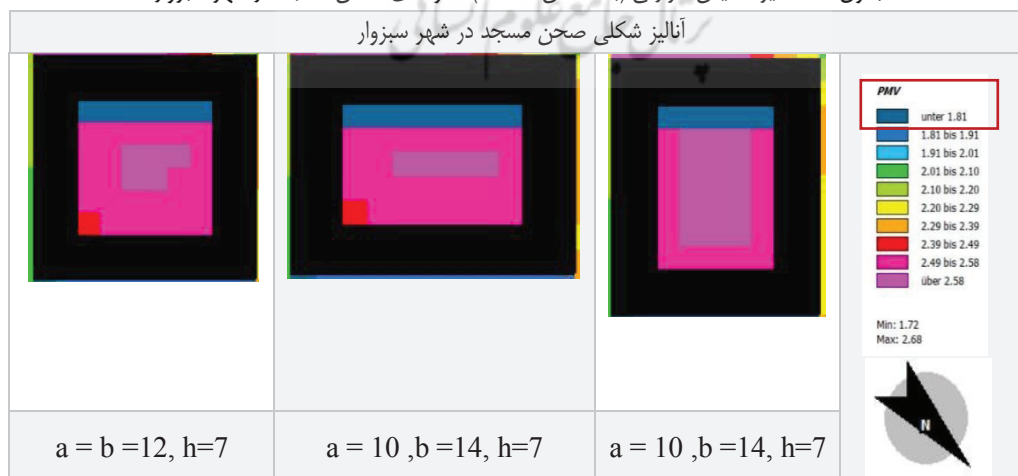 آنالیز شکلی صحن مسجد در شهر سبزوار
PMV
unter 1.81
1.81 bis 1.91
1.91 bis 2.01
2.01 bis 2.10
2.10 bis 2.20
2.20 bis 2.29
2.29 bis 2.39
2.39 bis 2.49
2.49 bis 2.58
über 2.58
Min: 1.72
Max: 2.68
N
a = b =12, h=7
a = 10 ,b =14, h=7
a = 10 ,b =14, h=7